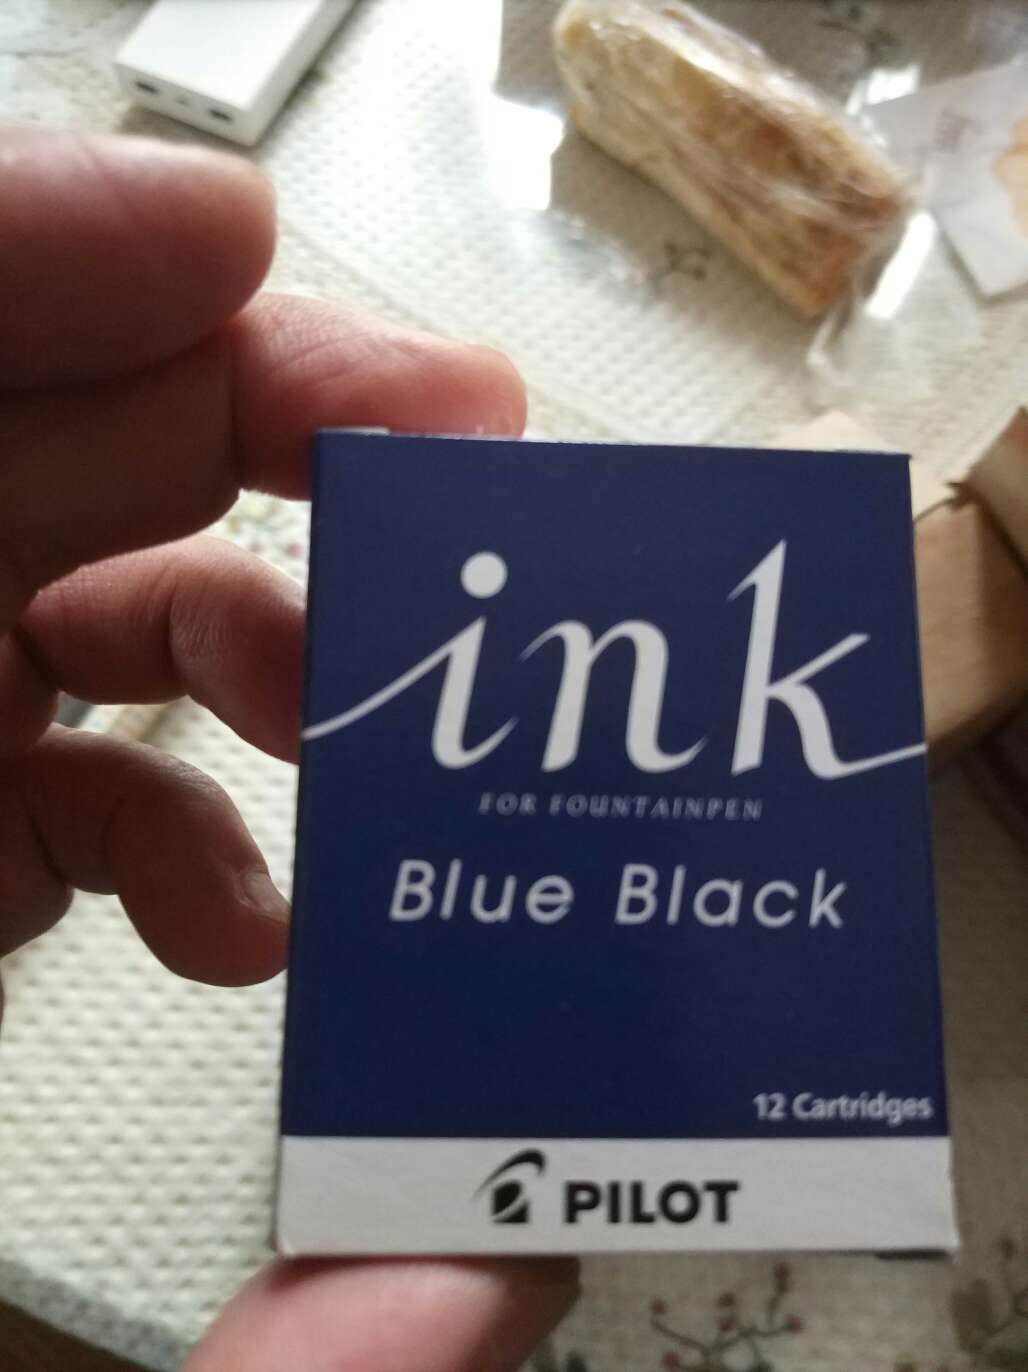 ink
FOR FOUNTAINPEN
Blue Black
12 Cartridges
PILOT